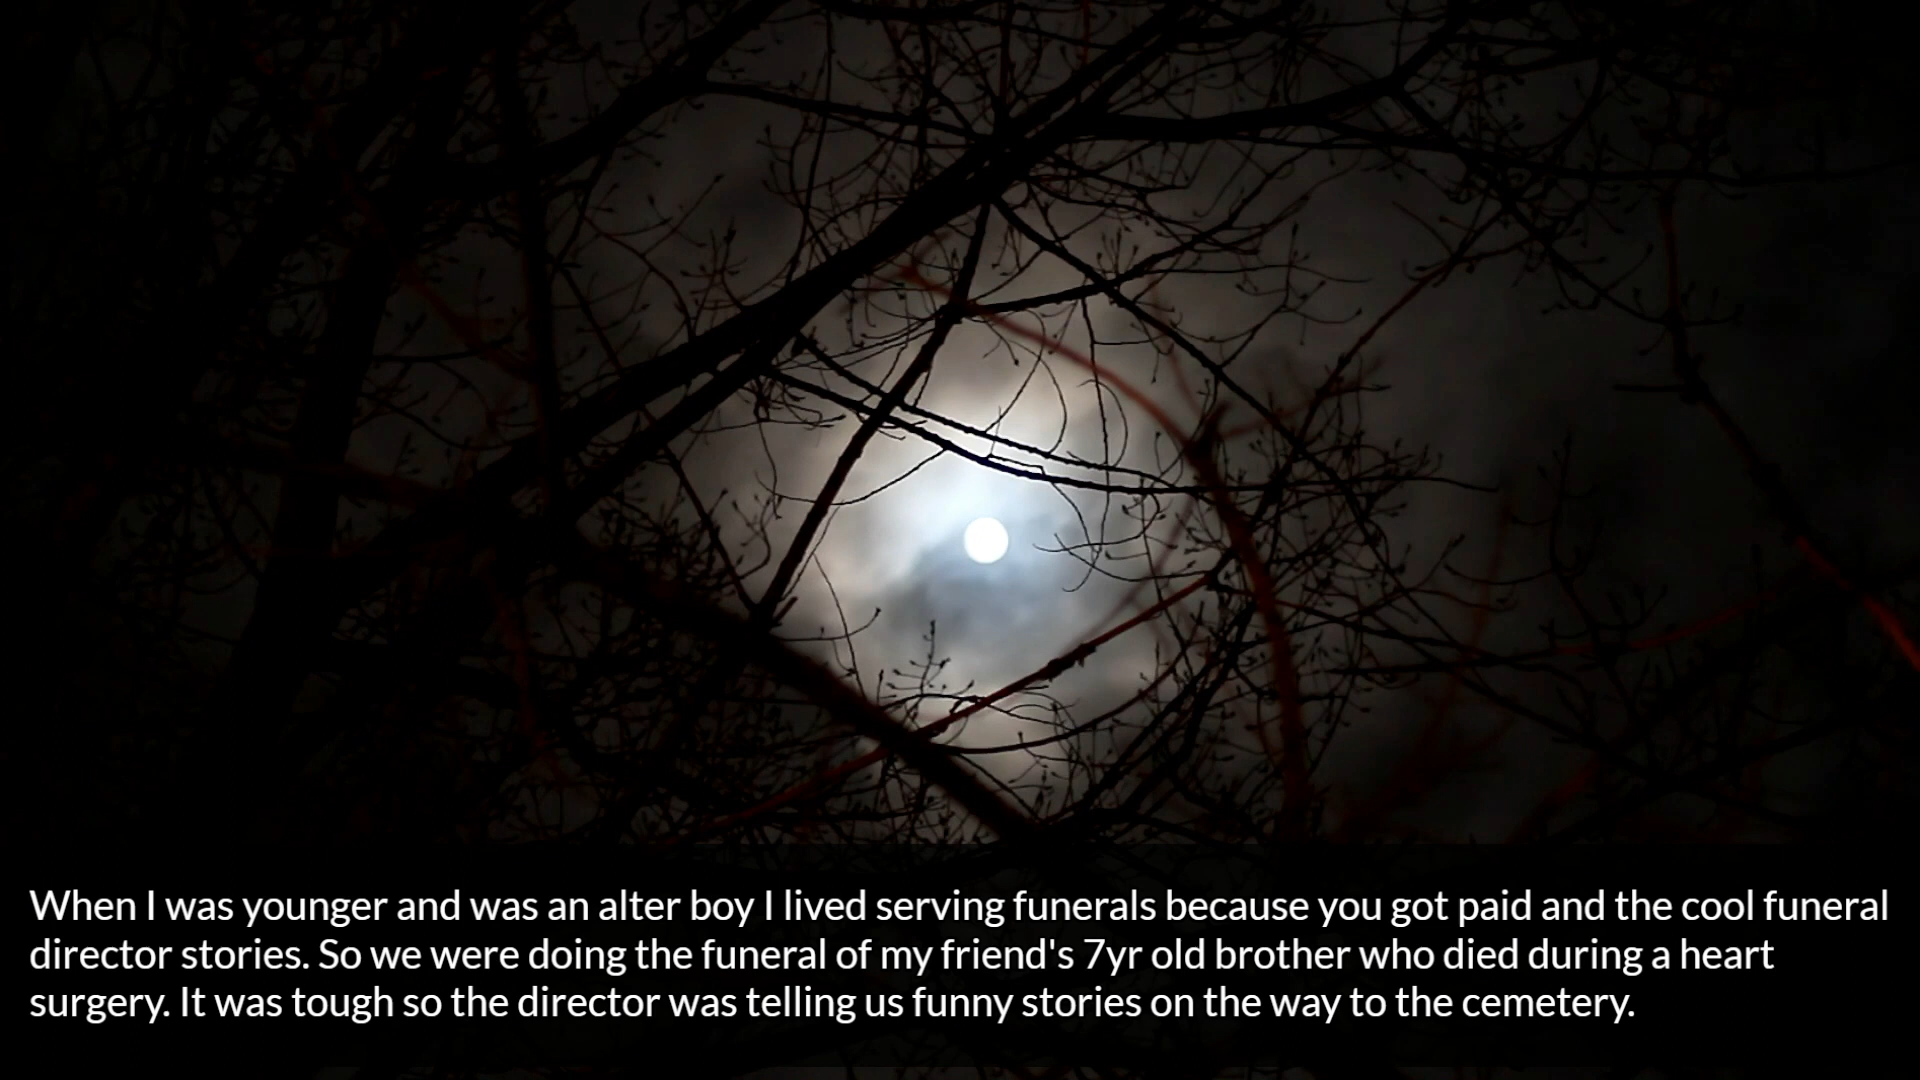 When I was younger and was an alter boy I lived serving funerals because you got paid and the cool funeral
director stories. So we were doing the funeral of my friend's 7yr old brother who died during a heart
surgery. It was tough so the director was telling us funny stories on the way to the cemetery.